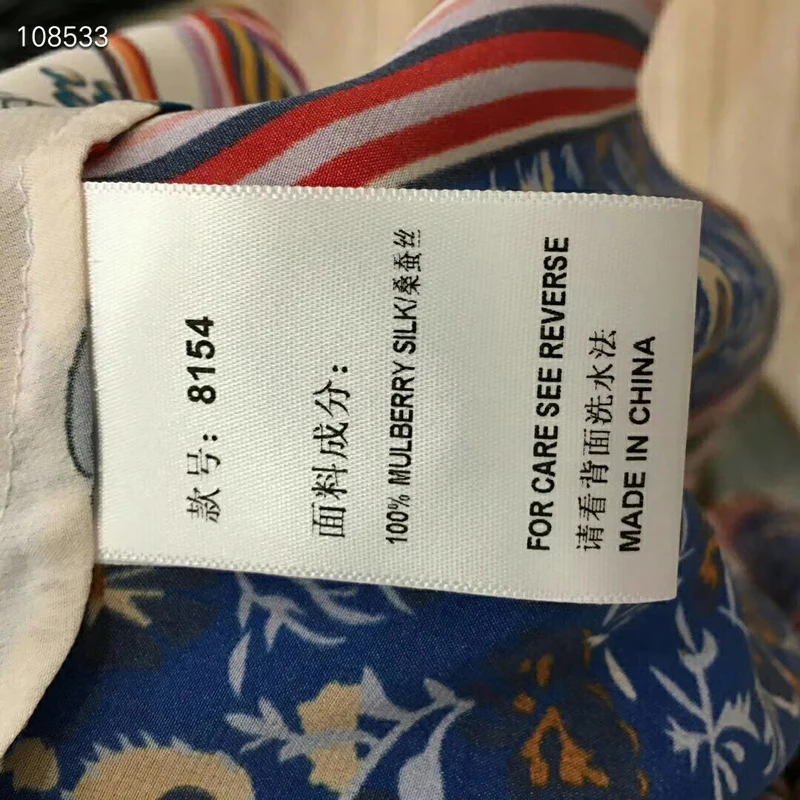 108533
款号: 8154
面料成分:
100% MULBERRY SILK/桑蚕丝
FOR CARE SEE REVERSE
请看背面洗水法
MADE IN CHINA